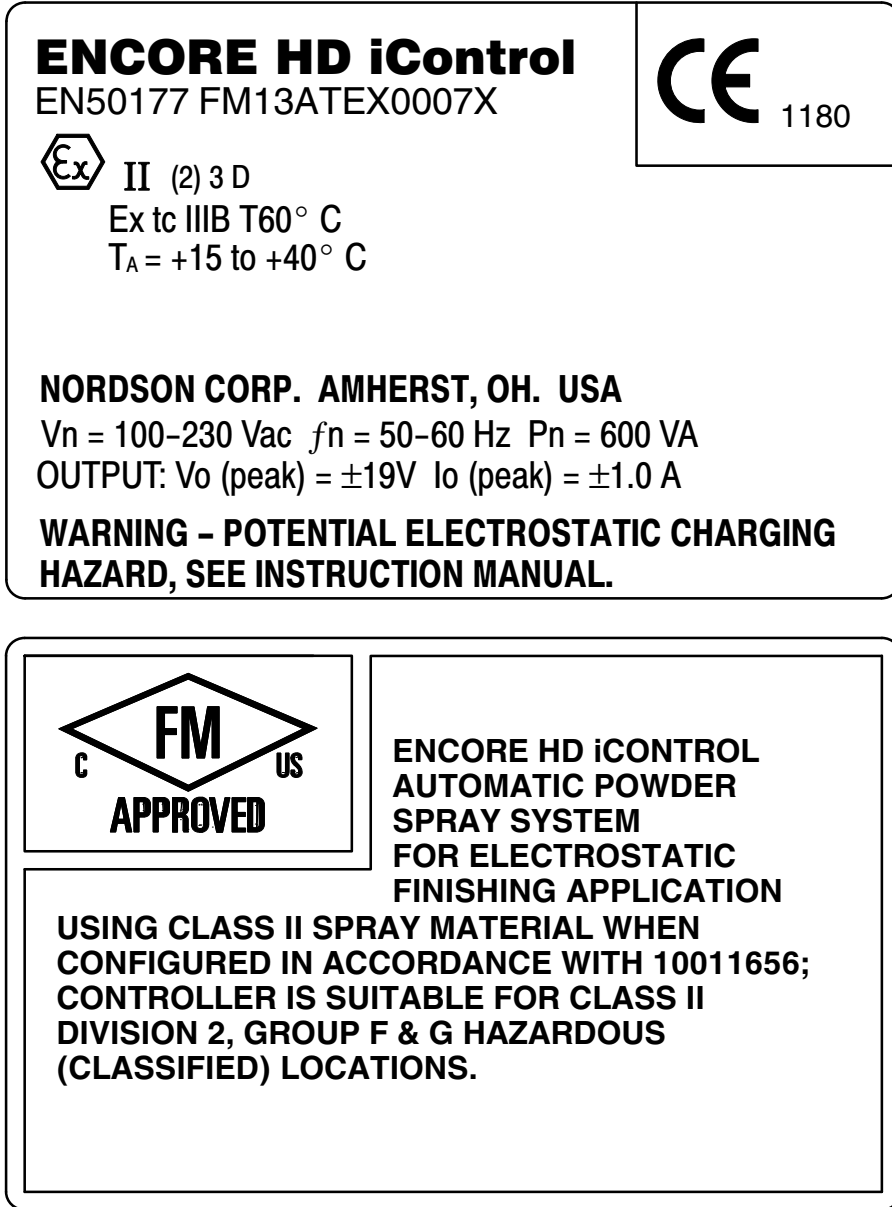 ENCORE HD iControl
EN50177 FM13ATEX0007X
CE 1180
Ex II (2) 3 D
Ex tc IIIB T60° C
TA = +15 to +40° C
NORDSON CORP. AMHERST, OH. USA
Vn = 100-230 Vac ƒn = 50-60 Hz Pn = 600 VA
OUTPUT: Vo (peak) = ±19V Io (peak) = ±1.0 A
WARNING - POTENTIAL ELECTROSTATIC CHARGING
HAZARD, SEE INSTRUCTION MANUAL.
FM
C US
APPROVED
ENCORE HD iCONTROL
AUTOMATIC POWDER
SPRAY SYSTEM
FOR ELECTROSTATIC
FINISHING APPLICATION
USING CLASS II SPRAY MATERIAL WHEN
CONFIGURED IN ACCORDANCE WITH 10011656;
CONTROLLER IS SUITABLE FOR CLASS II
DIVISION 2, GROUP F & G HAZARDOUS
(CLASSIFIED) LOCATIONS.